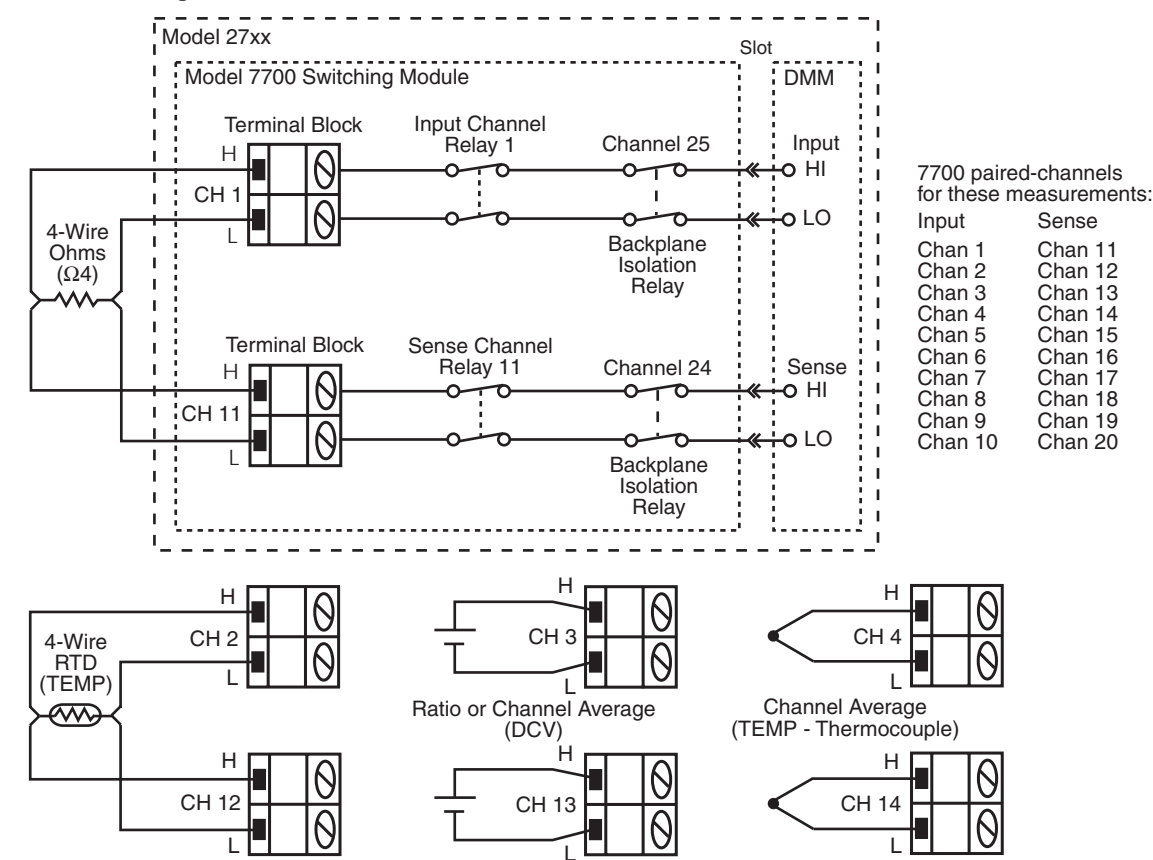 Model 27xx
Slot
Model 7700 Switching Module
DMM
Terminal Block
Input Channel
Relay 1
Channel 25
Input
H
HI
CH 1
LO
L
Backplane
Isolation
Relay
4-Wire
Ohms
(Ω4)
Terminal Block
Sense Channel
Relay 11
Channel 24
Sense
H
HI
CH 11
LO
L
Backplane
Isolation
Relay
7700 paired-channels
for these measurements:
Input Sense
Chan 1 Chan 11
Chan 2 Chan 12
Chan 3 Chan 13
Chan 4 Chan 14
Chan 5 Chan 15
Chan 6 Chan 16
Chan 7 Chan 17
Chan 8 Chan 18
Chan 9 Chan 19
Chan 10 Chan 20
H
CH 2
L
4-Wire
RTD
(TEMP)
H
CH 12
L
H
CH 3
L
Ratio or Channel Average
(DCV)
H
CH 13
L
H
CH 4
L
Channel Average
(TEMP - Thermocouple)
H
CH 14
L